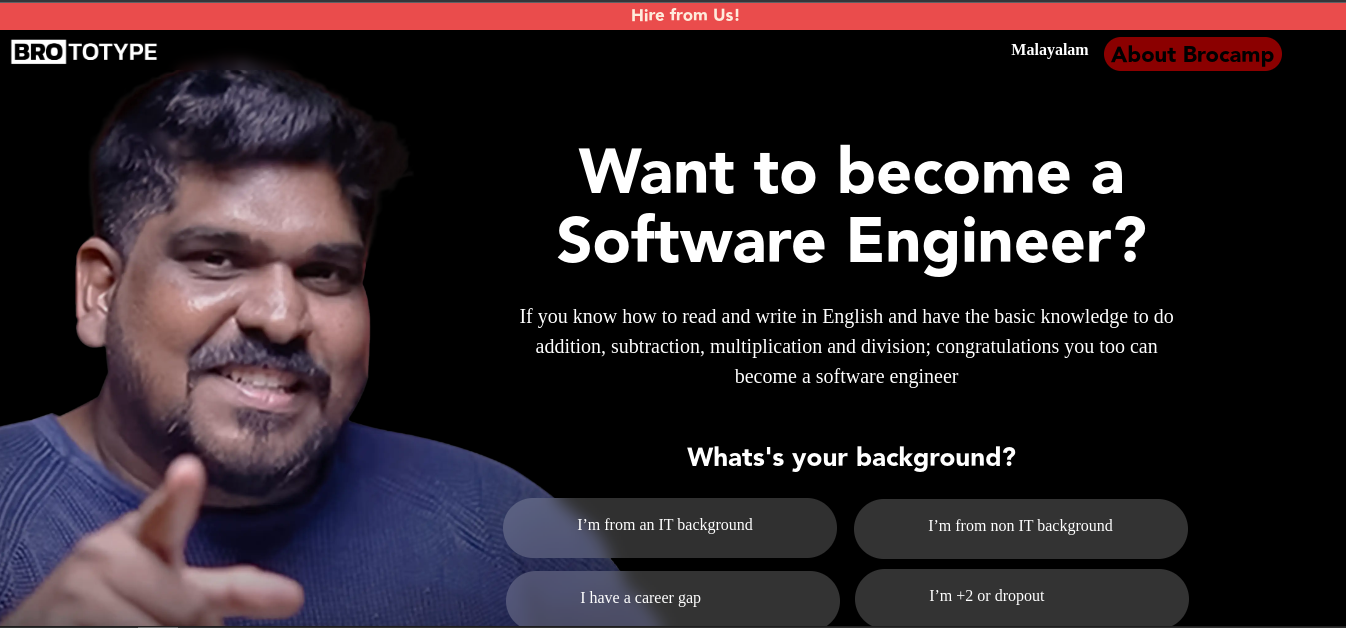 Hire from Us!
BROTOTYPE
Malayalam
About Brocamp
Want to become a
Software Engineer?
If you know how to read and write in English and have the basic knowledge to do
addition, subtraction, multiplication and division; congratulations you too can
become a software engineer
Whats's your background?
I’m from an IT background
I’m from non IT background
I have a career gap
I’m +2 or dropout